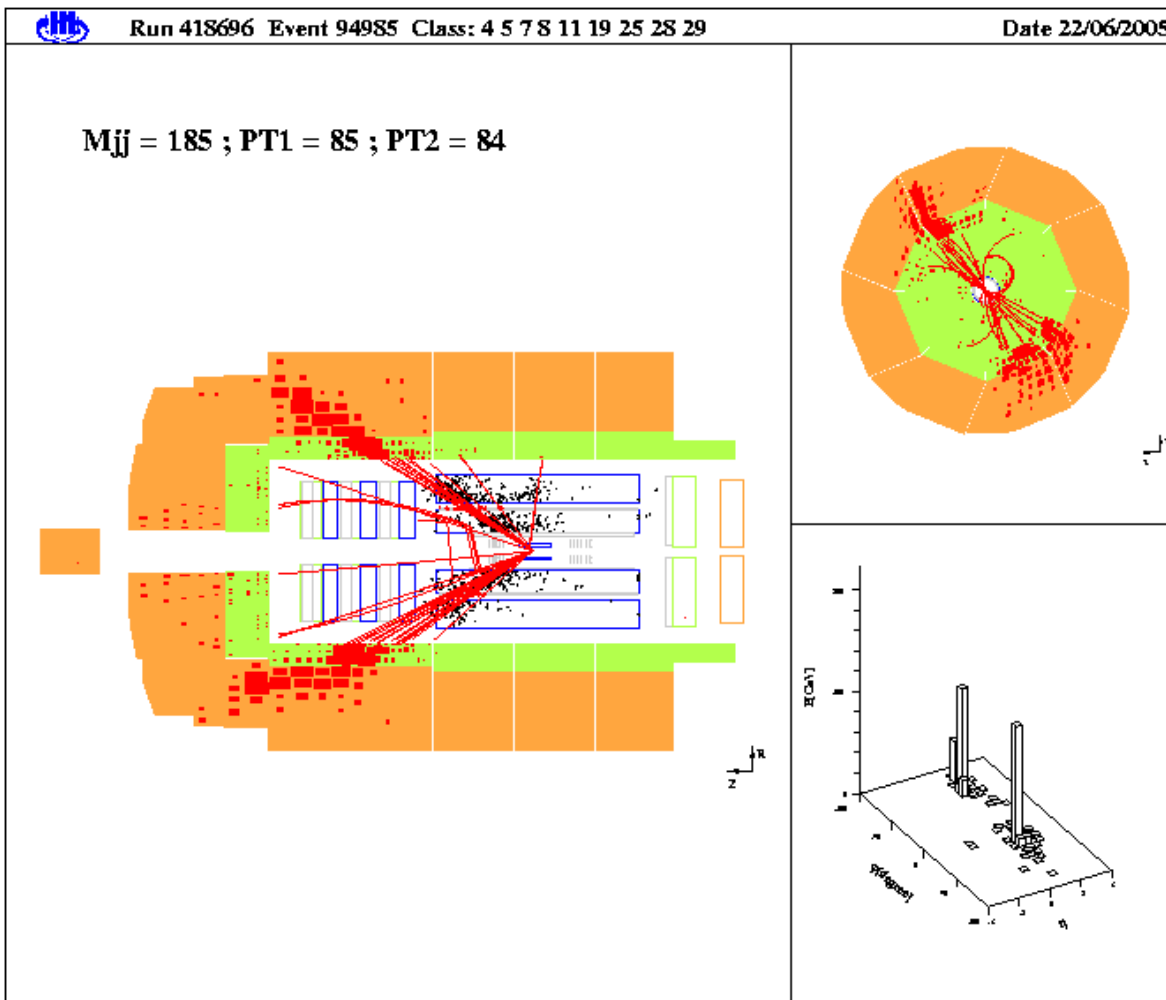 Run 418696 Event 94985 Class: 4 5 7 8 11 19 25 28 29
Date 22/06/2005
Mjj = 185 ; PT1 = 85 ; PT2 = 84
R
Z
E[GeV]